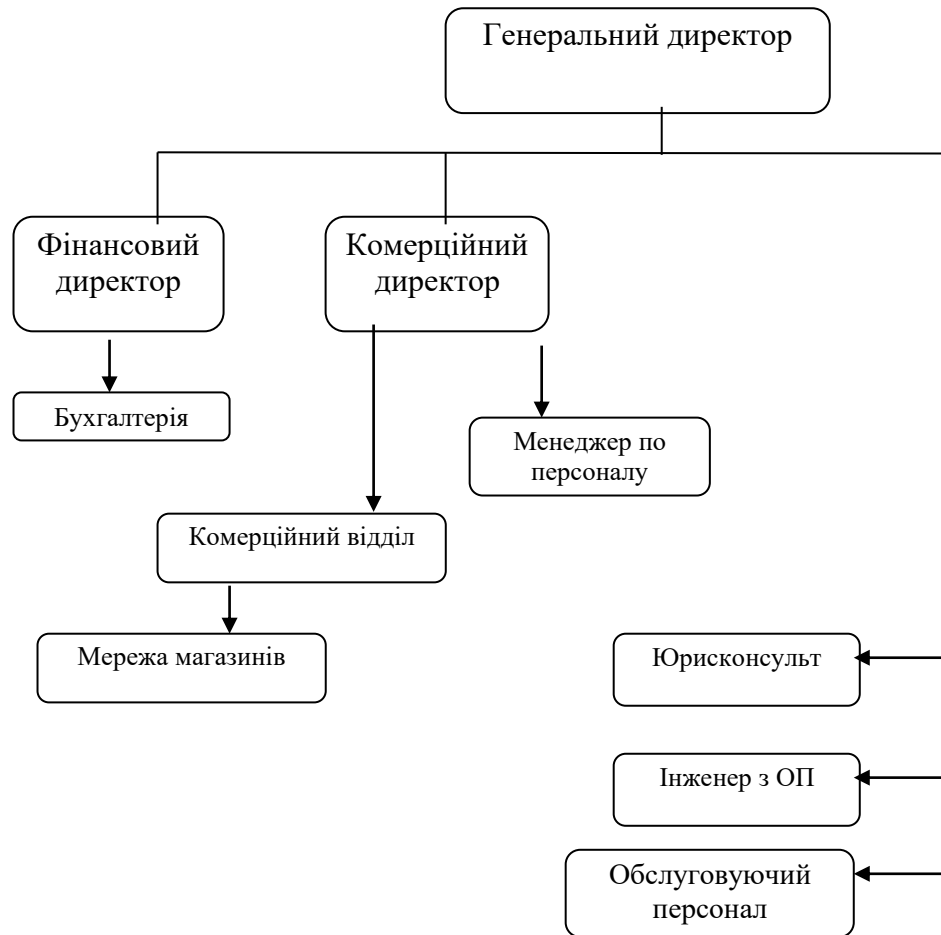 Генеральний директор
Фінансовий
директор
Комерційний
директор
Бухгалтерія
Менеджер по
персоналу
Комерційний відділ
Мережа магазинів
Юрисконсульт
Інженер з ОП
Обслуговуючий
персонал